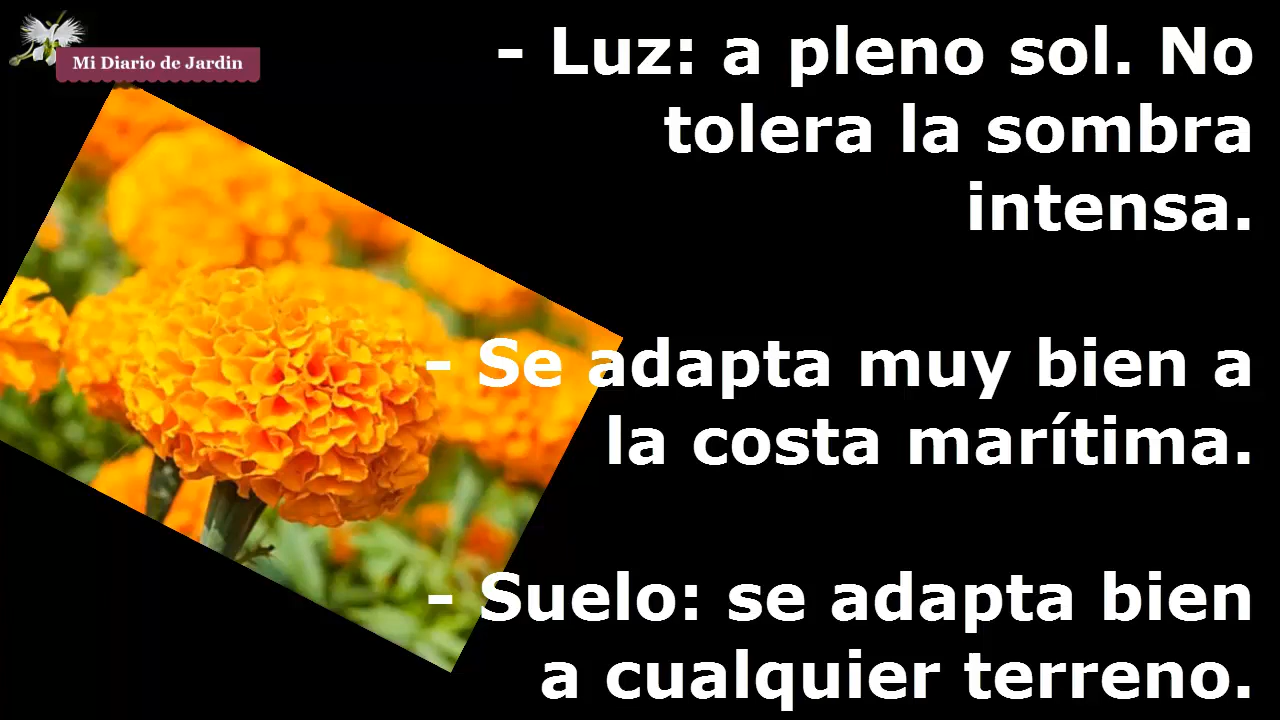 Mi Diario de Jardin
- Luz: a pleno sol. No
tolera la sombra
intensa.
- Se adapta muy bien a
la costa marítima.
- Suelo: se adapta bien
a cualquier terreno.